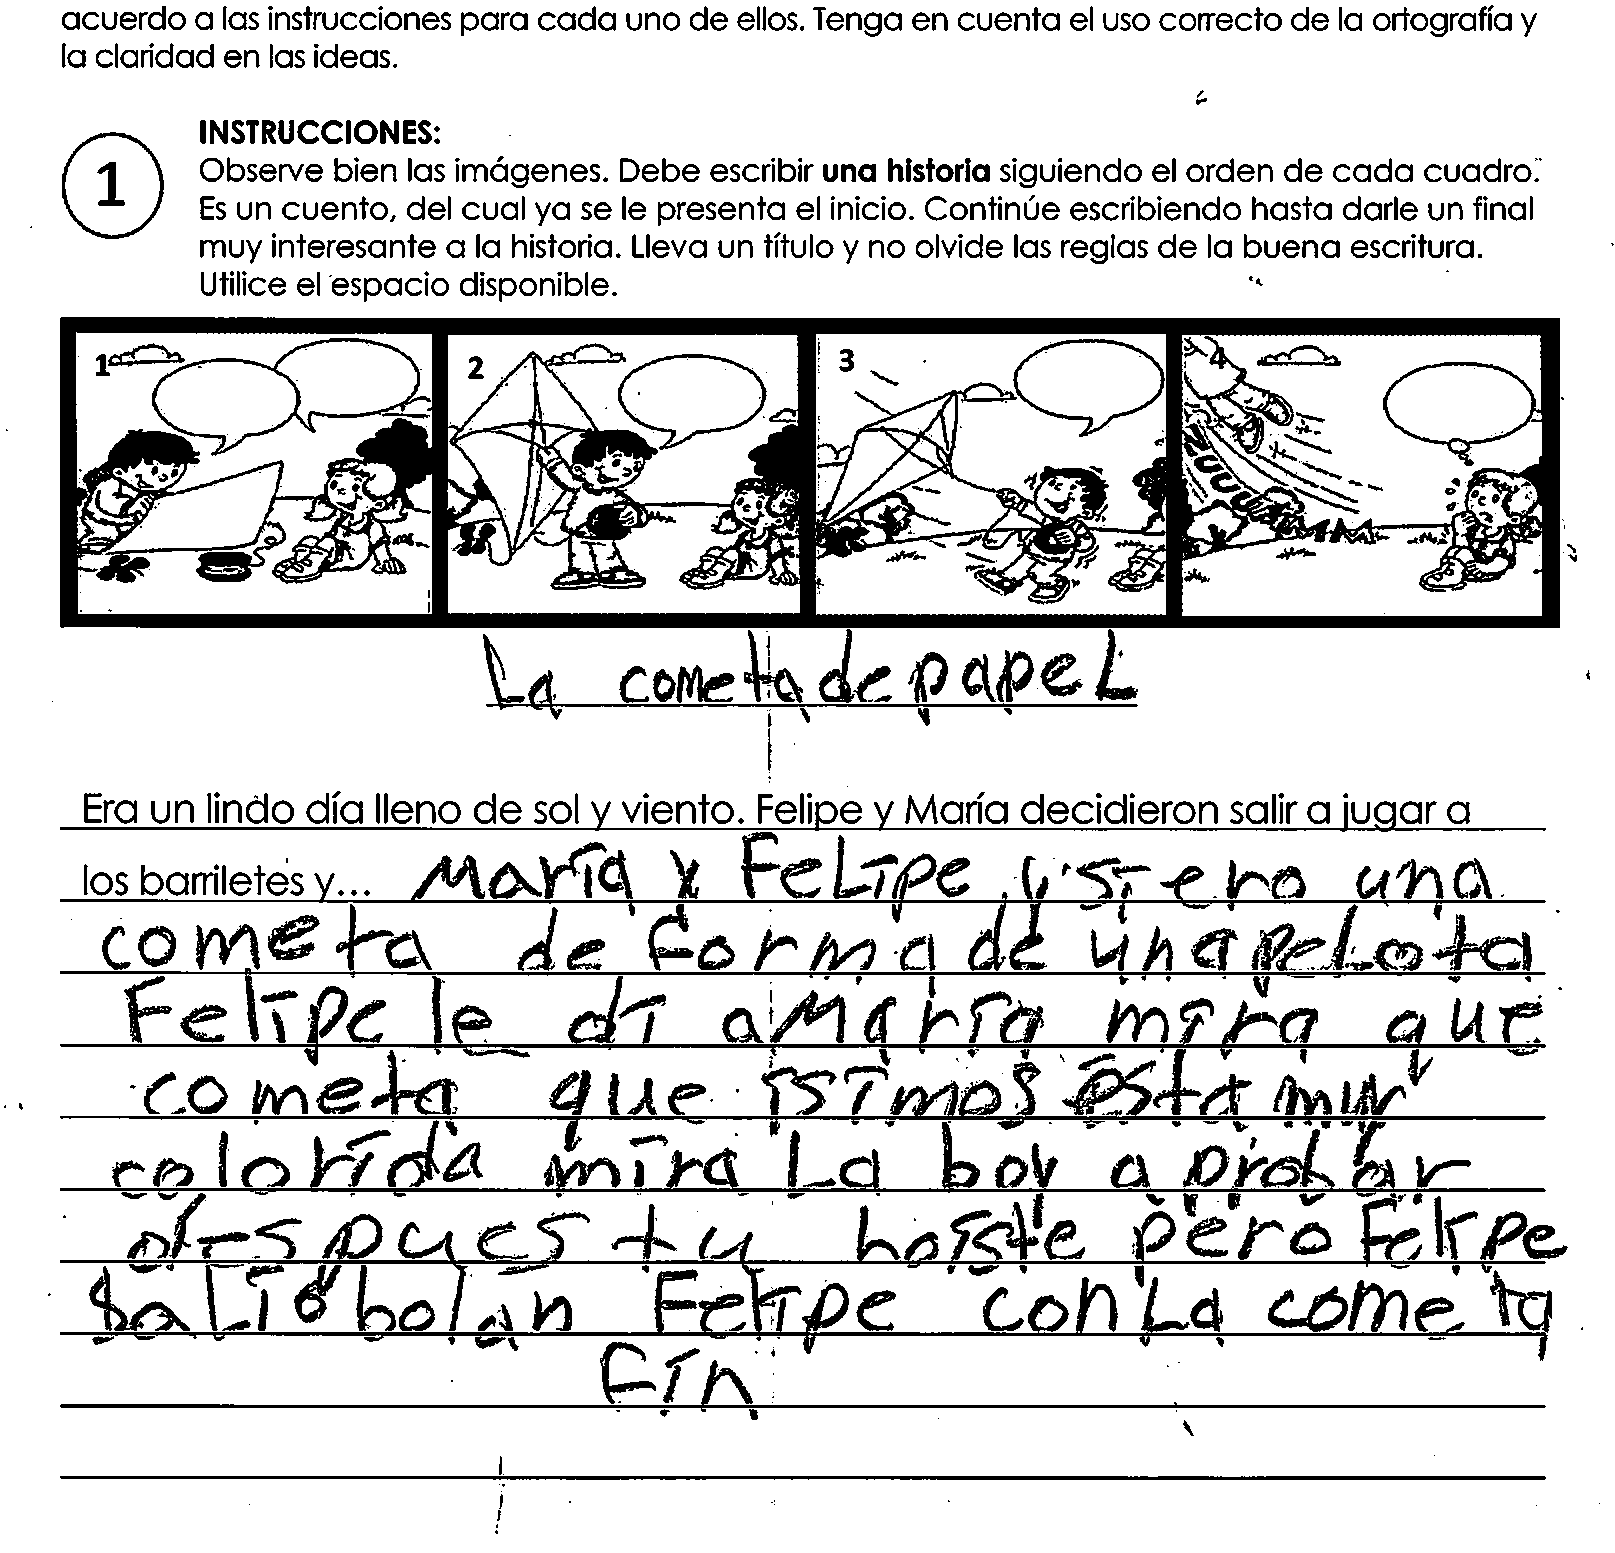 acuerdo a las instrucciones para cada uno de ellos. Tenga en cuenta el uso correcto de la ortografía y
la claridad en las ideas.
1
INSTRUCCIONES:
Observe bien las imágenes. Debe escribir una historia siguiendo el orden de cada cuadro.
Es un cuento, del cual ya se le presenta el inicio. Continúe escribiendo hasta darle un final
muy interesante a la historia. Lleva un título y no olvide las reglas de la buena escritura.
Utilice el espacio disponible.
1 2 3 4
La cometa de papel
Era un lindo día lleno de sol y viento. Felipe y María decidieron salir a jugar a
los barriletes y... María y Felipe una
cometa de forma de una pelota
Felipe le di a María mira que
cometa que isimos esta muy
colorida mira la boy a probar
dispues tu hoiste pero Felipe
salio bolan Felipe con la cometa
Fin